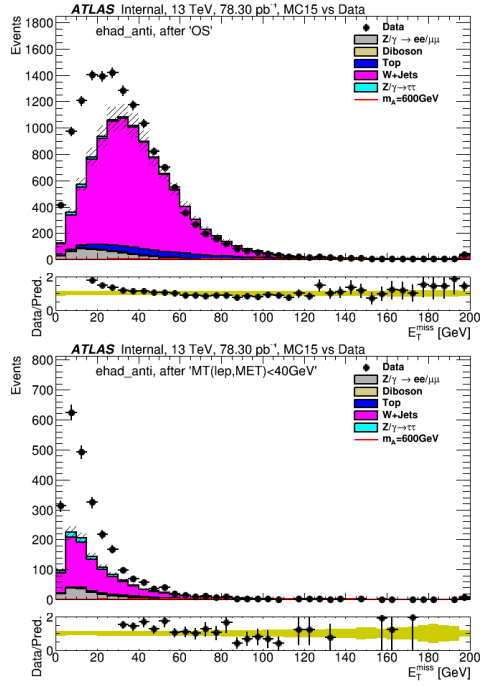 ATLAS Internal, 13 TeV, 78.30 pb⁻¹, MC15 vs Data
Events
ehad_anti, after 'OS'
Data
Z/γ → ee/μμ
Diboson
Top
W+Jets
Z/γ→ττ
m_A=600GeV
1800
1600
1400
1200
1000
800
600
400
200
0
Data/Pred.
2
1
0
0 20 40 60 80 100 120 140 160 180 200
E_T^miss [GeV]
ATLAS Internal, 13 TeV, 78.30 pb⁻¹, MC15 vs Data
Events
ehad_anti, after 'MT(lep,MET)<40GeV'
Data
Z/γ → ee/μμ
Diboson
Top
W+Jets
Z/γ→ττ
m_A=600GeV
800
700
600
500
400
300
200
100
0
Data/Pred.
2
1
0
0 20 40 60 80 100 120 140 160 180 200
E_T^miss [GeV]